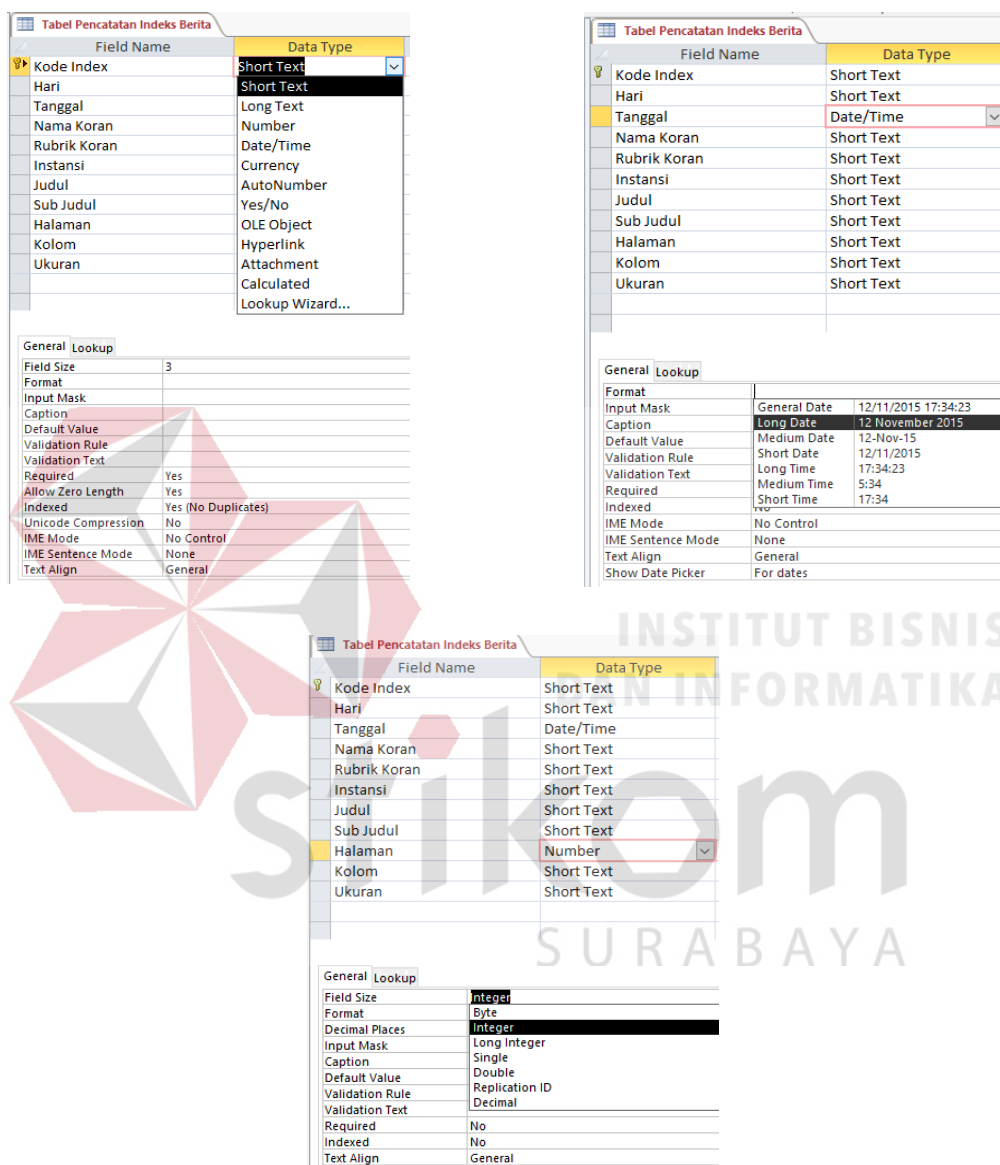 Tabel Pencatatan Indeks Berita
Field Name Data Type
Kode Index Short Text
Hari Short Text
Tanggal Long Text
Nama Koran Number
Rubrik Koran Date/Time
Instansi Currency
Judul AutoNumber
Sub Judul Yes/No
Halaman OLE Object
Kolom Hyperlink
Ukuran Attachment
Calculated
Lookup Wizard...
General Lookup
Field Size 3
Format
Input Mask
Caption
Default Value
Validation Rule
Validation Text
Required Yes
Allow Zero Length Yes
Indexed Yes (No Duplicates)
Unicode Compression No
IME Mode No Control
IME Sentence Mode None
Text Align General
Tabel Pencatatan Indeks Berita
Field Name Data Type
Kode Index Short Text
Hari Short Text
Tanggal Date/Time
Nama Koran Short Text
Rubrik Koran Short Text
Instansi Short Text
Judul Short Text
Sub Judul Short Text
Halaman Short Text
Kolom Short Text
Ukuran Short Text
General Lookup
Format
Input Mask General Date 12/11/2015 17:34:23
Caption Long Date 12 November 2015
Default Value Medium Date 12-Nov-15
Validation Rule Short Date 12/11/2015
Validation Text Long Time 17:34:23
Required Medium Time 5:34
Indexed Short Time 17:34
No
IME Mode No Control
IME Sentence Mode None
Text Align General
Show Date Picker For dates
INSTITUT BISNIS
DAN INFORMATIKA
stikom
SURABAYA
Tabel Pencatatan Indeks Berita
Field Name Data Type
Kode Index Short Text
Hari Short Text
Tanggal Date/Time
Nama Koran Short Text
Rubrik Koran Short Text
Instansi Short Text
Judul Short Text
Sub Judul Short Text
Halaman Number
Kolom Short Text
Ukuran Short Text
General Lookup
Field Size Integer
Format Byte
Decimal Places Integer
Input Mask Long Integer
Caption Single
Default Value Double
Validation Rule Replication ID
Validation Text Decimal
Required No
Indexed No
Text Align General